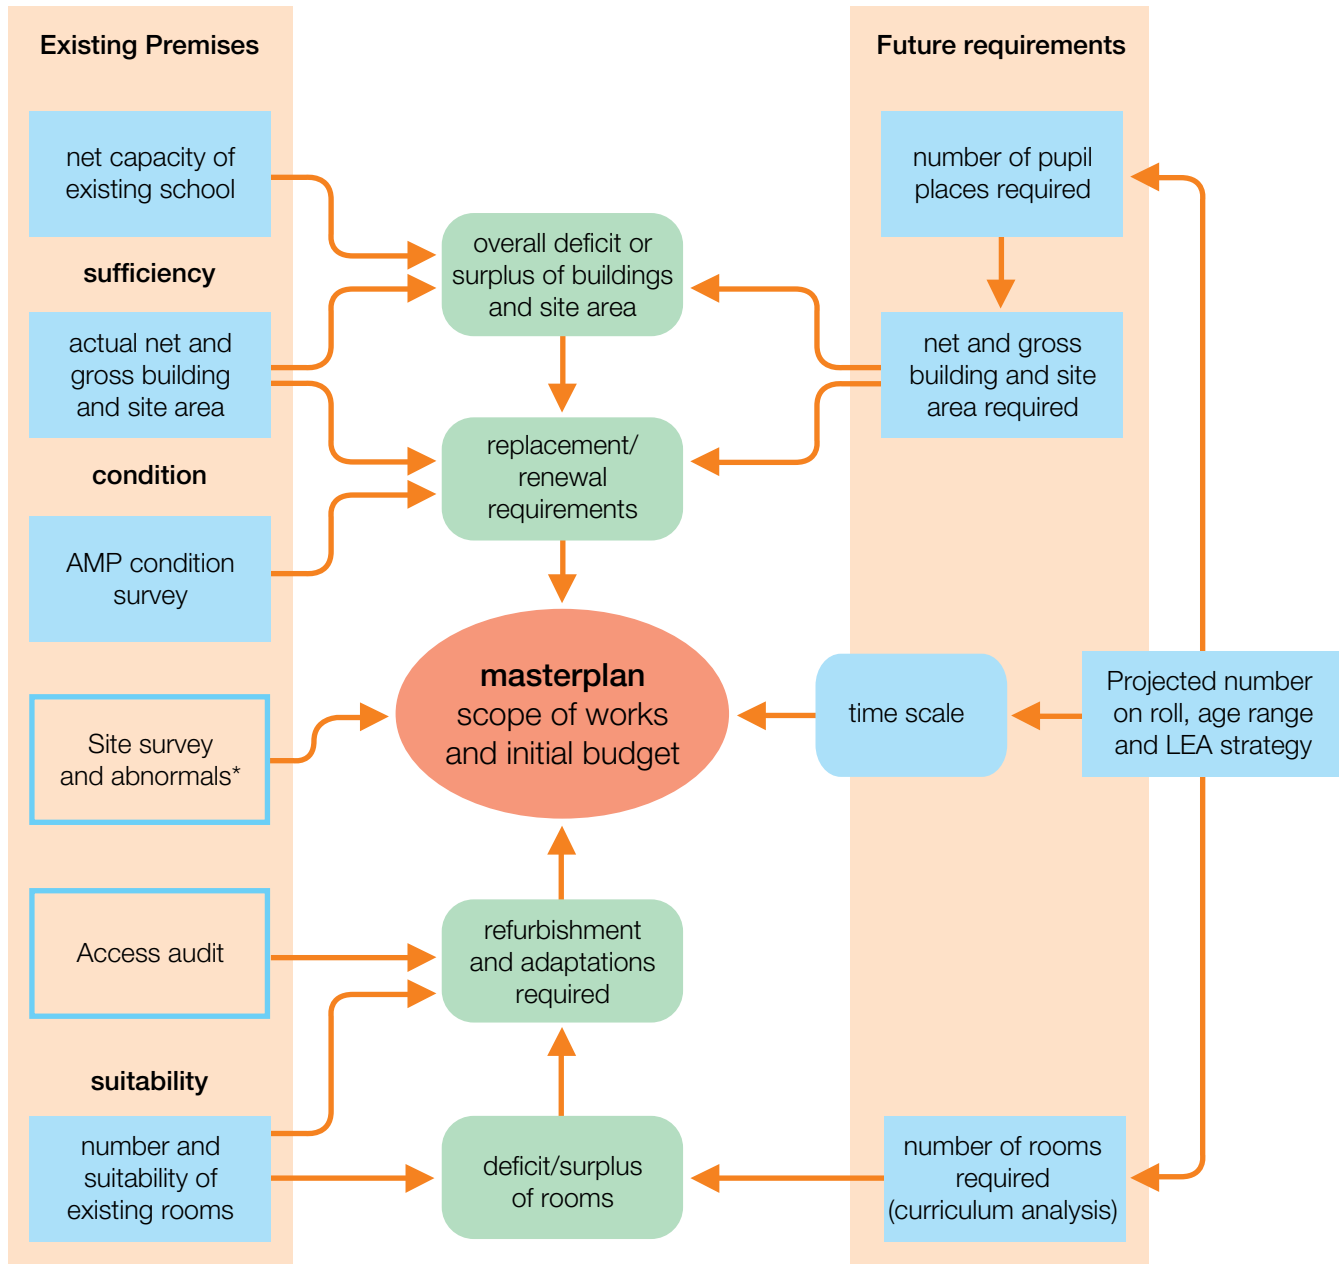 Existing Premises
net capacity of
existing school
sufficiency
actual net and
gross building
and site area
condition
AMP condition
survey
Site survey
and abnormals*
Access audit
suitability
number and
suitability of
existing rooms
overall deficit or
surplus of buildings
and site area
replacement/
renewal
requirements
masterplan
scope of works
and initial budget
refurbishment
and adaptations
required
deficit/surplus
of rooms
Future requirements
number of pupil
places required
net and gross
building and site
area required
time scale
number of rooms
required
(curriculum analysis)
Projected number
on roll, age range
and LEA strategy